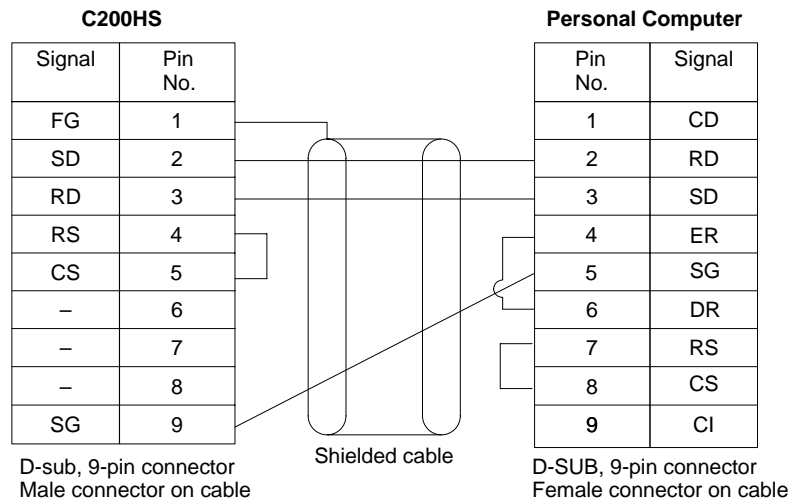 C200HS Personal Computer
Signal Pin No. Pin No. Signal
FG 1 1 CD
SD 2 2 RD
RD 3 3 SD
RS 4 4 ER
CS 5 5 SG
– 6 6 DR
– 7 7 RS
– 8 8 CS
SG 9 9 CI
Shielded cable
D-sub, 9-pin connector
Male connector on cable
D-SUB, 9-pin connector
Female connector on cable